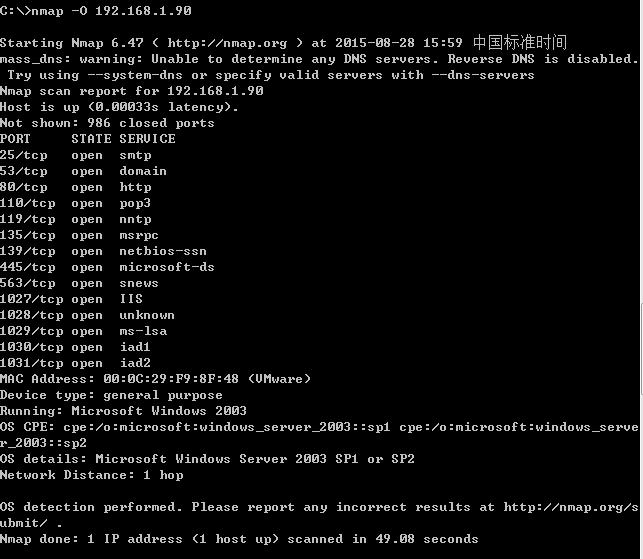 C:\>nmap -O 192.168.1.90
Starting Nmap 6.47 ( http://nmap.org ) at 2015-08-28 15:59 中国标准时间
mass_dns: warning: Unable to determine any DNS servers. Reverse DNS is disabled.
 Try using --system-dns or specify valid servers with --dns-servers
Nmap scan report for 192.168.1.90
Host is up (0.00033s latency).
Not shown: 986 closed ports
PORT     STATE SERVICE
25/tcp   open  smtp
53/tcp   open  domain
80/tcp   open  http
110/tcp  open  pop3
119/tcp  open  nntp
135/tcp  open  msrpc
139/tcp  open  netbios-ssn
445/tcp  open  microsoft-ds
563/tcp  open  snews
1027/tcp open  IIS
1028/tcp open  unknown
1029/tcp open  ms-lsa
1030/tcp open  iad1
1031/tcp open  iad2
MAC Address: 00:0C:29:F9:8F:48 (VMware)
Device type: general purpose
Running: Microsoft Windows 2003
OS CPE: cpe:/o:microsoft:windows_server_2003::sp1 cpe:/o:microsoft:windows_serve
r_2003::sp2
OS details: Microsoft Windows Server 2003 SP1 or SP2
Network Distance: 1 hop
OS detection performed. Please report any incorrect results at http://nmap.org/s
ubmit/ .
Nmap done: 1 IP address (1 host up) scanned in 49.08 seconds